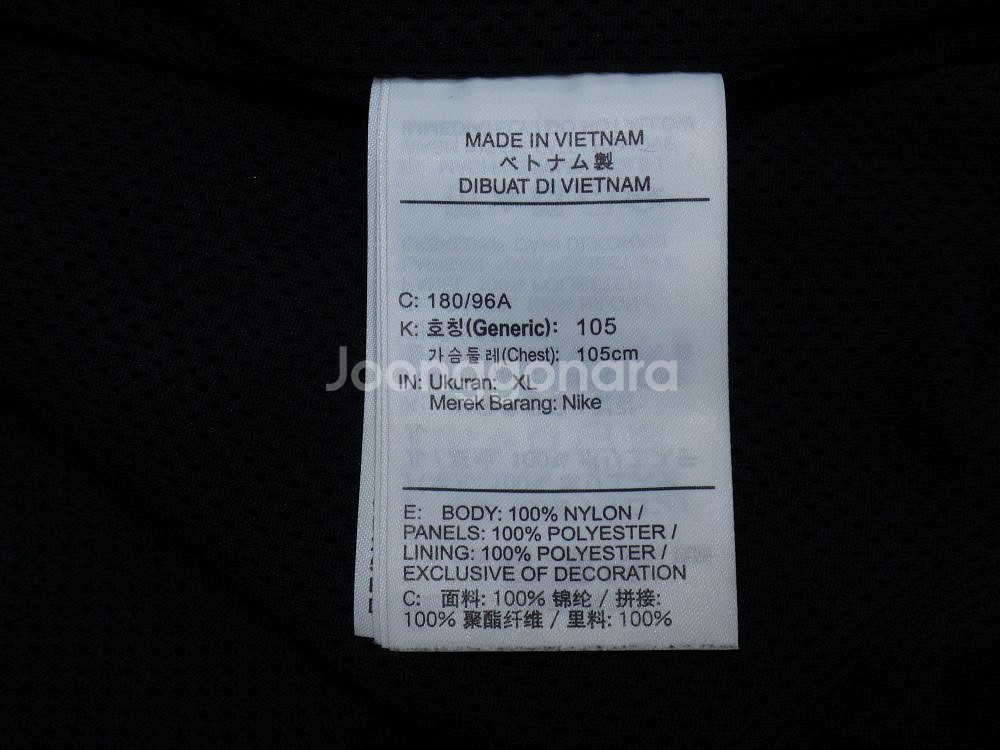 MADE IN VIETNAM
ベトナム製
DIBUAT DI VIETNAM
C: 180/96A
K: 호칭(Generic): 105
가슴둘레(Chest): 105cm
Joonggonara
IN: Ukuran: XL
Merek Barang: Nike
E: BODY: 100% NYLON /
PANELS: 100% POLYESTER /
LINING: 100% POLYESTER /
EXCLUSIVE OF DECORATION
C: 面料: 100% 锦纶 / 拼接:
100% 聚酯纤维 / 里料: 100%